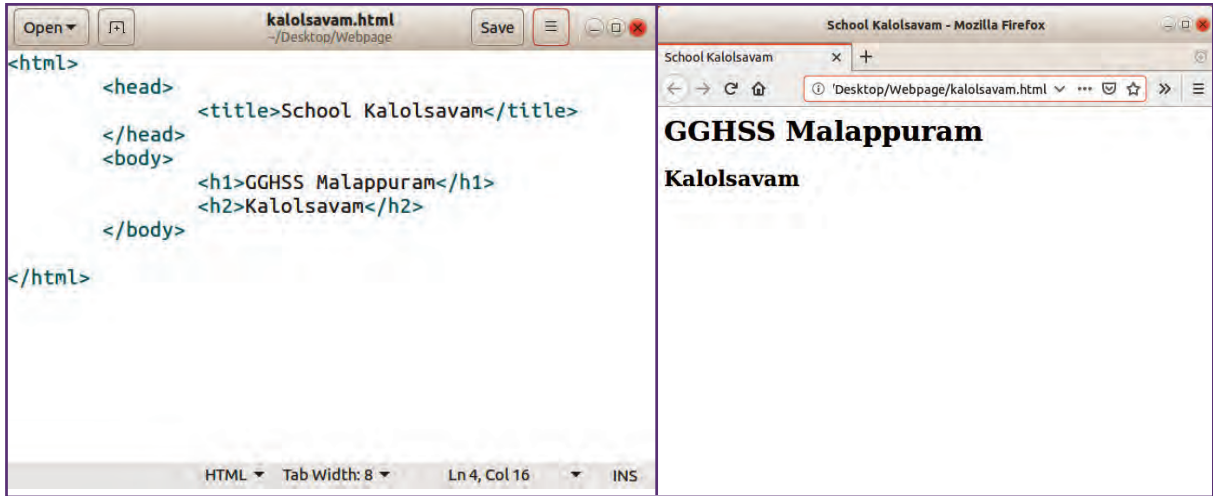 Open
kalolsavam.html
~/Desktop/Webpage
Save
<html>
<head>
<title>School Kalolsavam</title>
</head>
<body>
<h1>GGHSS Malappuram</h1>
<h2>Kalolsavam</h2>
</body>
</html>
HTML Tab Width: 8 Ln 4, Col 16 INS
School Kalolsavam - Mozilla Firefox
School Kalolsavam
'Desktop/Webpage/kalolsavam.html
GGHSS Malappuram
Kalolsavam